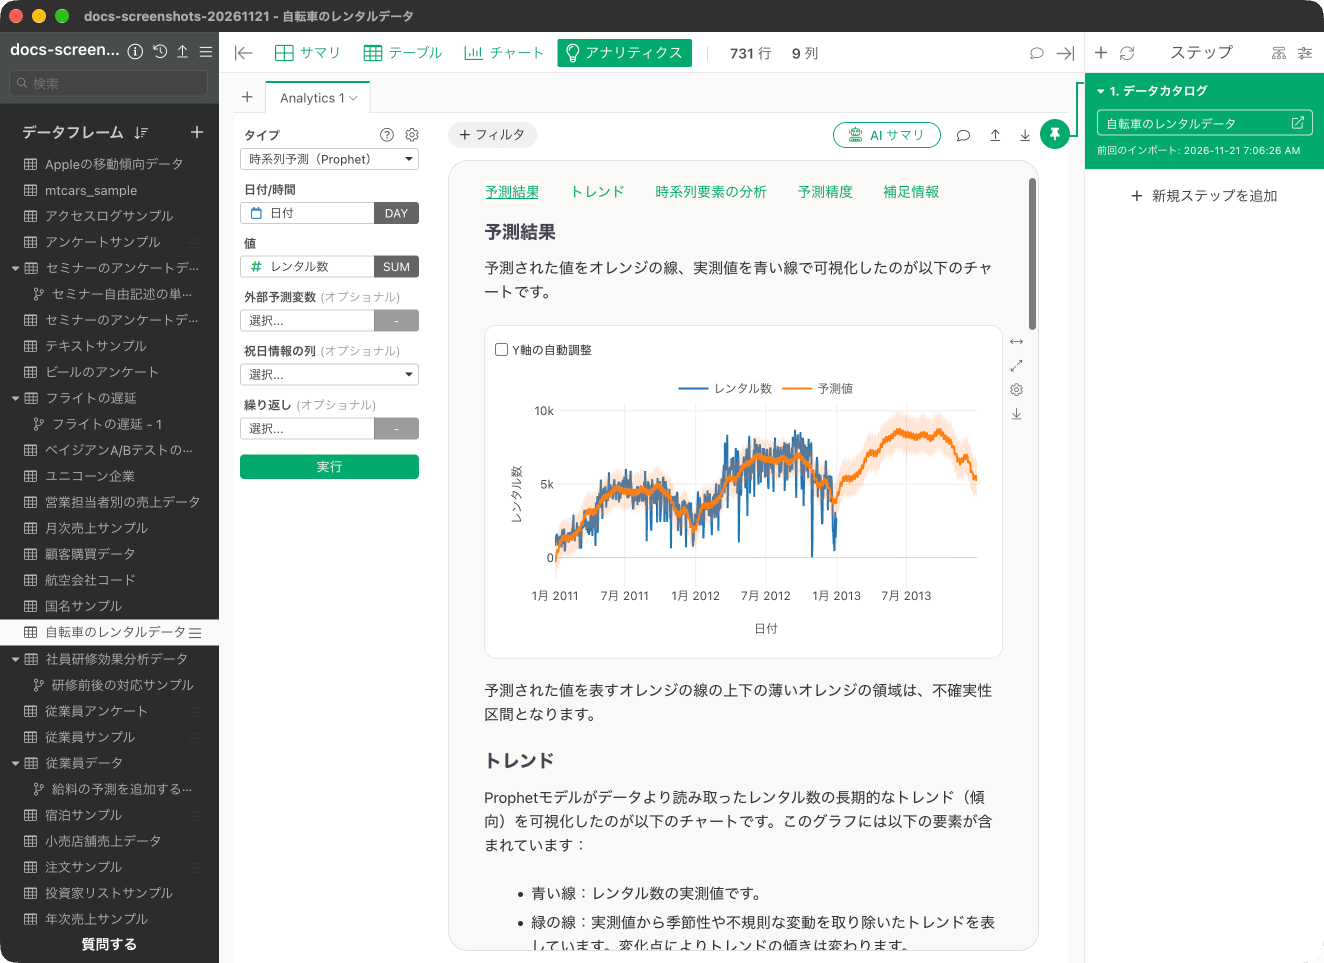 docs-screenshots-20261121 - 自転車のレンタルデータ
docs-screen...
検索
データフレーム
Appleの移動傾向データ
mtcars_sample
アクセスログサンプル
アンケートサンプル
セミナーのアンケートデ...
セミナー自由記述の単...
セミナーのアンケートデ...
テキストサンプル
ビールのアンケート
フライトの遅延
フライトの遅延 - 1
ベイジアンA/Bテストの...
ユニコーン企業
営業担当者別の売上データ
月次売上サンプル
顧客購買データ
航空会社コード
国名サンプル
自転車のレンタルデータ
社員研修効果分析データ
研修前後の対応サンプル
従業員アンケート
従業員サンプル
従業員データ
給料の予測を追加する...
宿泊サンプル
小売店舗売上データ
注文サンプル
投資家リストサンプル
年次売上サンプル
質問する
サマリ
テーブル
チャート
アナリティクス
731 行
9 列
Analytics 1
タイプ
時系列予測（Prophet）
日付/時間
日付
DAY
値
レンタル数
SUM
外部予測変数 (オプショナル)
選択...
-
祝日情報の列 (オプショナル)
選択...
繰り返し (オプショナル)
選択...
-
実行
+ フィルタ
AI サマリ
予測結果
トレンド
時系列要素の分析
予測精度
補足情報
予測結果
予測された値をオレンジの線、実測値を青い線で可視化したのが以下のチャ
ートです。
Y軸の自動調整
レンタル数
予測値
10k
5k
0
レンタル数
1月 2011
7月 2011
1月 2012
7月 2012
1月 2013
7月 2013
日付
予測された値を表すオレンジの線の上下の薄いオレンジの領域は、不確実性
区間となります。
トレンド
Prophetモデルがデータより読み取ったレンタル数の長期的なトレンド（傾
向）を可視化したのが以下のチャートです。このグラフには以下の要素が含
まれています：
• 青い線：レンタル数の実測値です。
• 緑の線：実測値から季節性や不規則な変動を取り除いたトレンドを表
しています。変化点によりトレンドの傾きは変わります。
ステップ
1. データカタログ
自転車のレンタルデータ
前回のインポート: 2026-11-21 7:06:26 AM
+ 新規ステップを追加